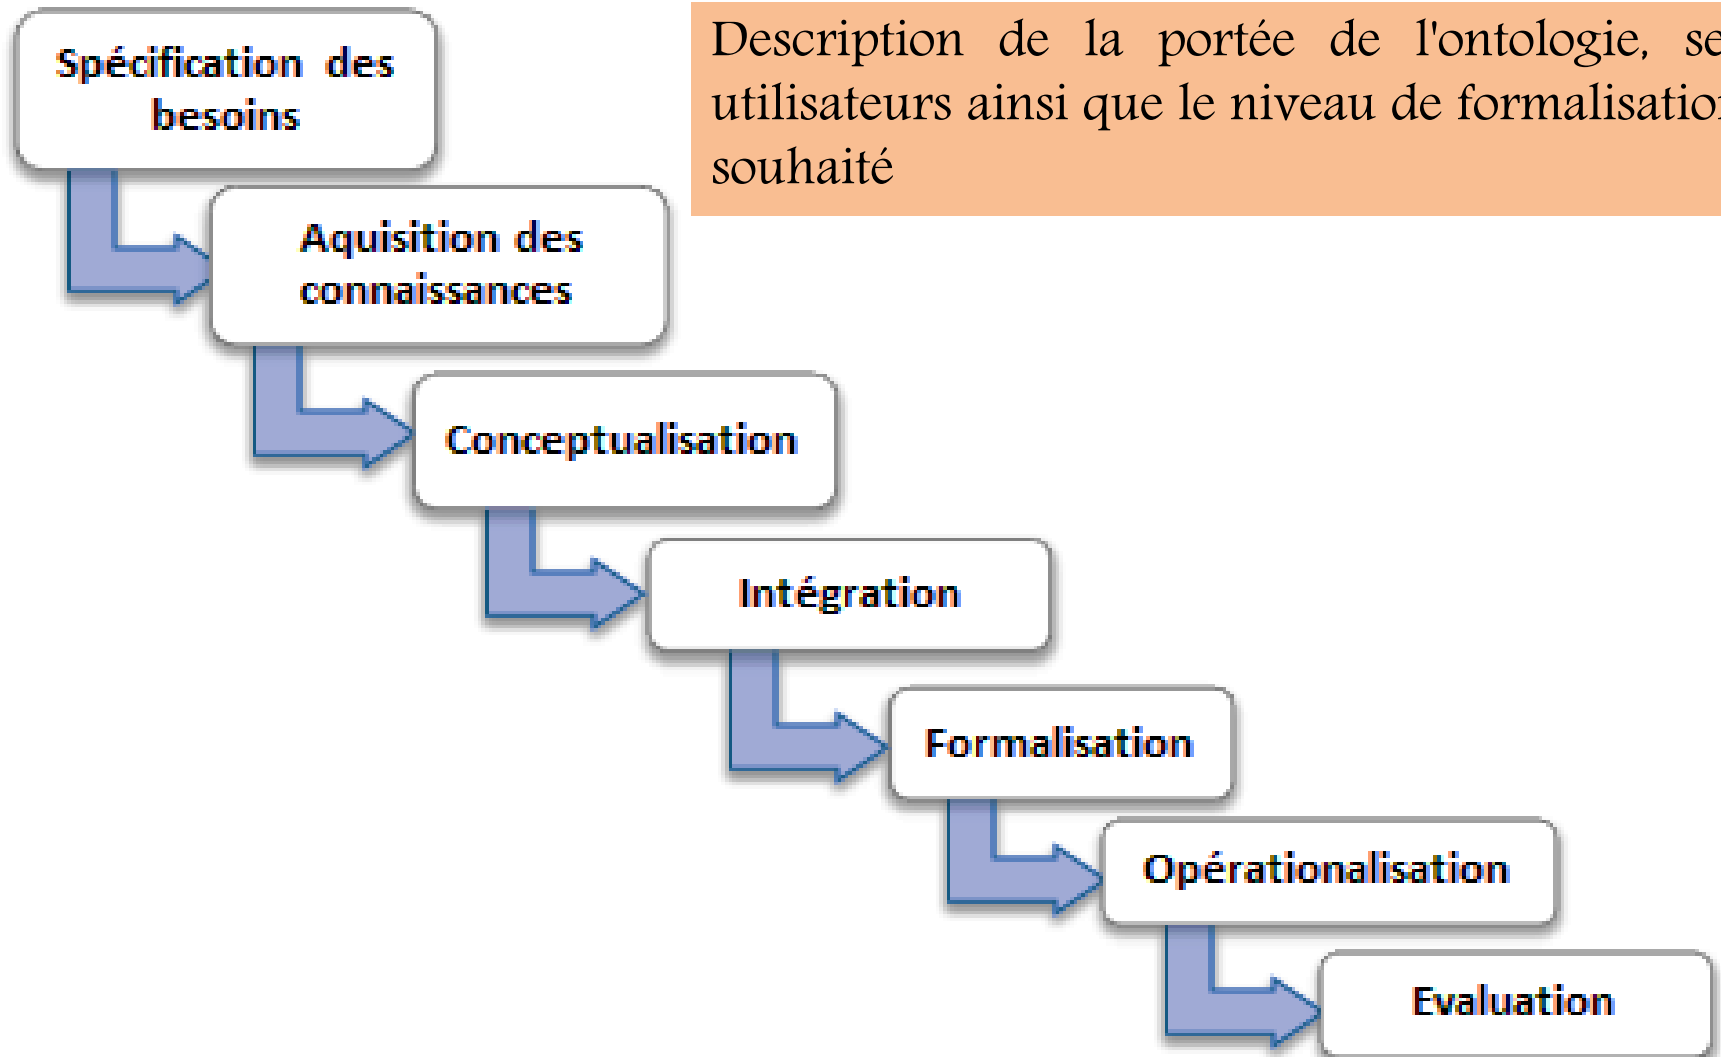 Spécification des
besoins
Description de la portée de l'ontologie, se
utilisateurs ainsi que le niveau de formalisation
souhaité
Aquisition des
connaissances
Conceptualisation
Intégration
Formalisation
Opérationalisation
Evaluation